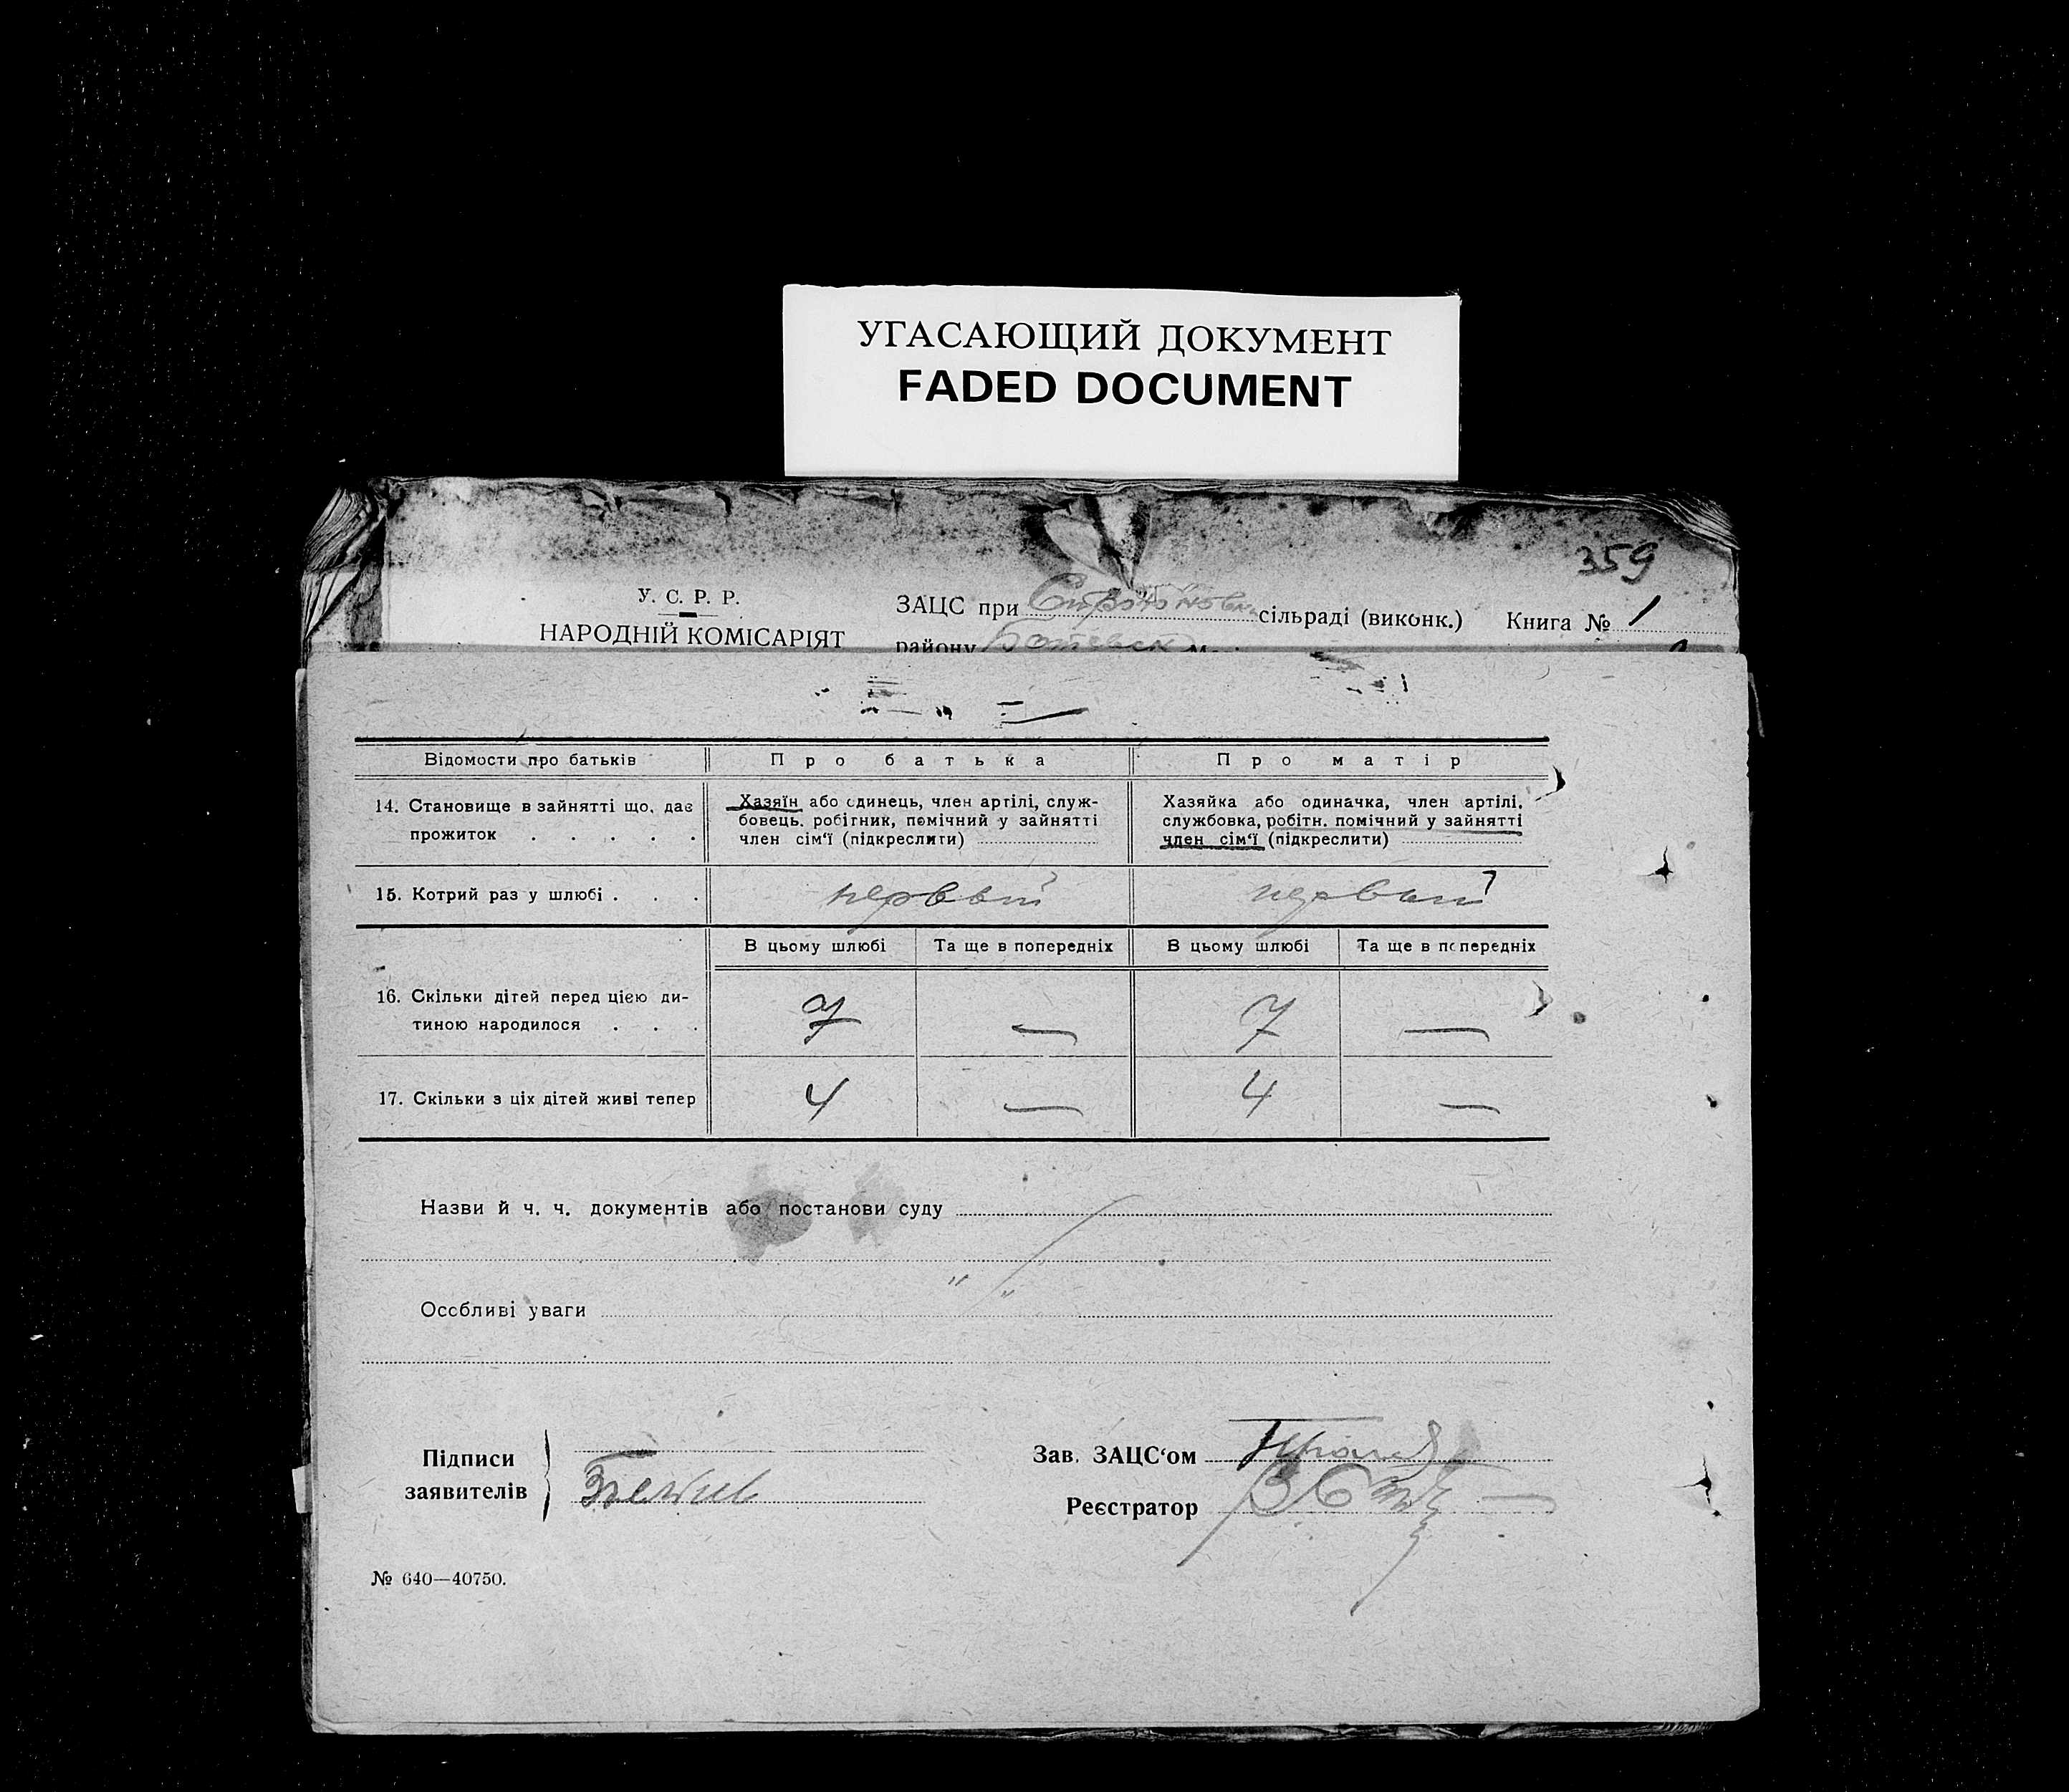 УГАСАЮЩИЙ ДОКУМЕНТ
FADED DOCUMENT
359
У. С. Р. Р.
НАРОДНІЙ КОМІСАРІЯТ
ЗАЦС при сільраді (виконк.) Книга № 1
району
Відомости про батьків
Про батька
Про матір
14. Становище в зайнятті що, дає
прожиток . . . . .
Хазяїн або одинець, член артілі, служ-
бовець. робітник, помічний у зайнятті
член сім'ї (підкреслити)
Хазяйка або одиначка, член артілі.
службовка, робітн. помічний у зайнятті
член сім'ї (підкреслити)
15. Котрий раз у шлюбі . . .
первый
первый
В цьому шлюбі
Та ще в попередніх
В цьому шлюбі
Та ще в попередніх
16. Скільки дітей перед цією ди-
тиною народилося . . .
7 — 7 —
17. Скільки з ціх дітей живі тепер
4 — 4 —
Назви й ч. ч. документів або постанови суду
Особливі уваги
Підписи
заявителів
Зав. ЗАЦС'ом
Реєстратор
№ 640—40750.